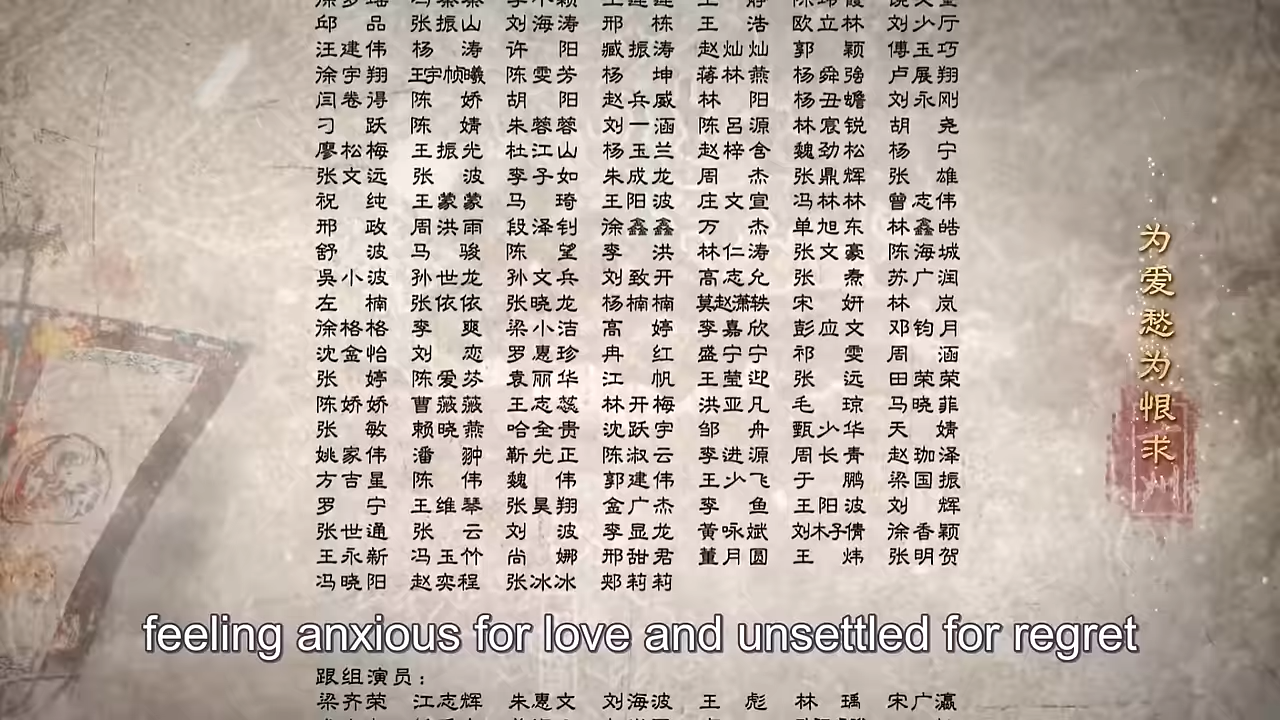 邱品 张振山 刘海涛 邢栋 王浩 欧立林 刘少厅
汪建伟 杨涛 许阳 臧振涛 赵灿灿 郭颖 傅玉巧
涂宇翔 王宇帧曦 陈雯芳 杨坤 蒋林燕 杨舜强 卢展翔
闫卷浔 陈娇 胡阳 赵兵威 林阳 杨丑蟾 刘永刚
刁跃 陈婧 朱蓉蓉 刘一涵 陈吕源 林宸锐 胡尧
廖松梅 王振光 杜江山 杨玉兰 赵梓含 魏劲松 杨宁
张文远 张波 李子如 朱成龙 周杰 张鼎辉 张雄
祝纯 王蒙蒙 马琦 王阳波 庄文宣 冯林林 曾志伟
邢政 周洪雨 段泽钊 徐鑫鑫 万杰 单旭东 林鑫皓
舒波 马骏 陈望 李洪 林仁涛 张文豪 陈海城
吳小波 孙世龙 孙文兵 刘致开 高志允 张焘 苏广润
左楠 张依依 张晓龙 杨楠楠 莫赵潇轶 宋妍 林岚
徐格格 李爽 梁小洁 高婷 李嘉欣 彭应文 邓钧月
沈金怡 刘恋 罗惠珍 冉红 盛宁宁 祁雯 周涵
张婷 陈爱芬 袁丽华 江帆 王莹迎 张远 田荣荣
陈娇娇 曹薇薇 王志蕊 林开梅 洪亚凡 毛琼 马晓菲
张敏 赖晓燕 哈全贵 沈跃宇 邹舟 甄少华 天婧
姚家伟 潘翀 靳光正 陈淑云 李进源 周长青 赵珈泽
方吉星 陈伟 魏伟 郭建伟 王少飞 于鹏 梁国振
罗宁 王维琴 张昊翔 金广杰 李鱼 王阳波 刘辉
张世通 张云 刘波 李显龙 黄咏斌 刘木子倩 徐香颖
王永新 冯玉竹 尚娜 邢甜君 董月圆 王炜 张明贺
冯晓阳 赵奕程 张冰冰 郏莉莉
为爱愁为恨求
feeling anxious for love and unsettled for regret
跟组演员：
梁齐荣 江志辉 朱惠文 刘海波 王彪 林瑀 宋广瀛